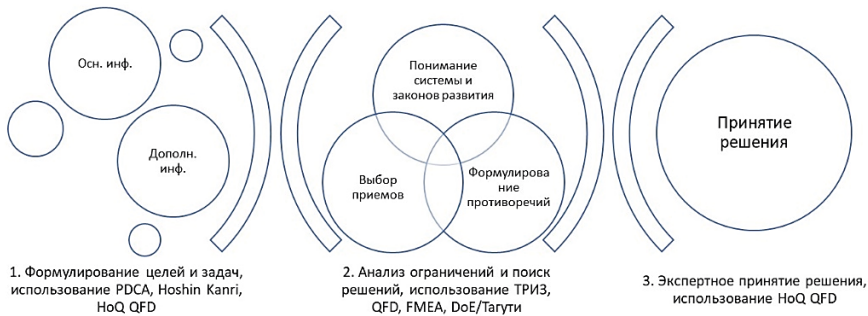 Осн. инф.
Дополн.
инф.
1. Формулирование целей и задач,
использование PDCA, Hoshin Kanri,
HoQ QFD
Понимание
системы и
законов развития
Выбор
приемов
Формулирова
ние
противоречий
2. Анализ ограничений и поиск
решений, использование ТРИЗ,
QFD, FMEA, DoE/Тагути
Принятие
решения
3. Экспертное принятие решения,
использование HoQ QFD